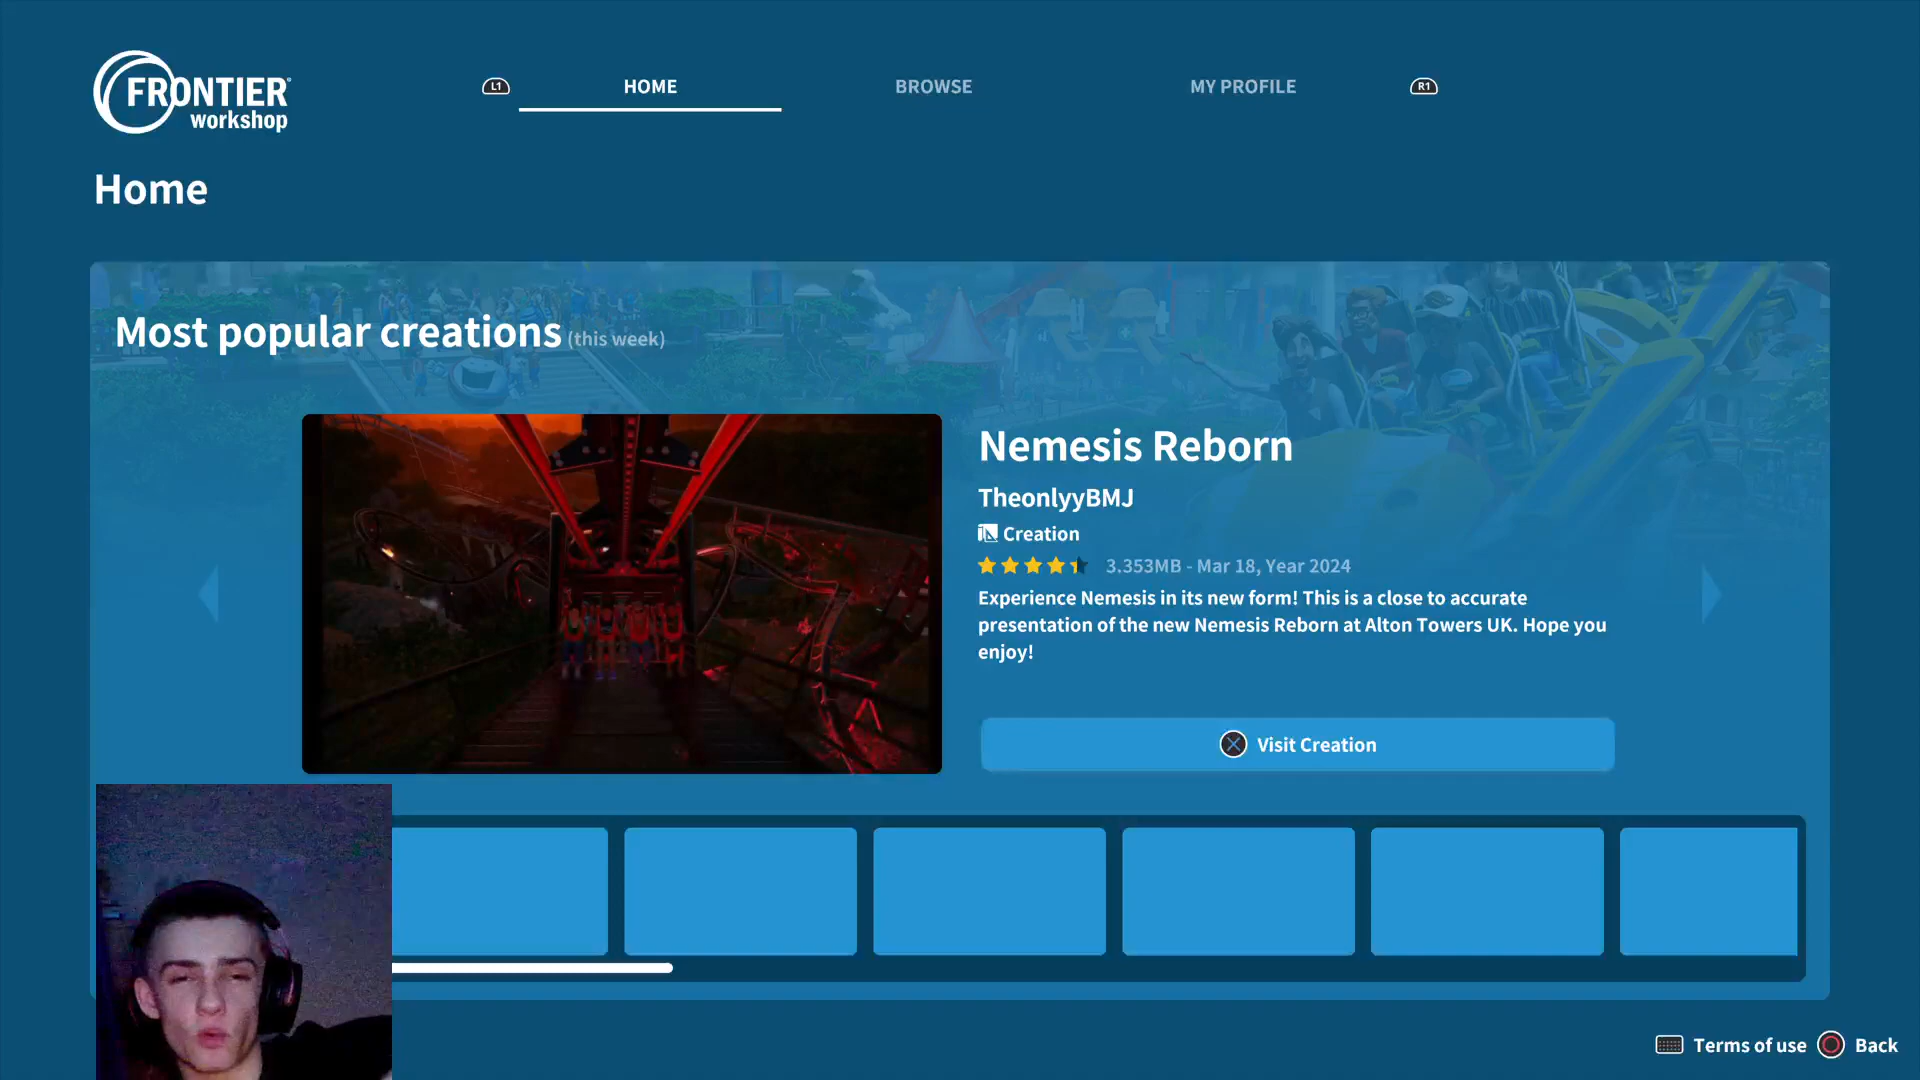 FRONTIER
workshop
L1
HOME
BROWSE
MY PROFILE
R1
Home
Most popular creations (this week)
Nemesis Reborn
TheonlyyBMJ
Creation
3.353MB - Mar 18, Year 2024
Experience Nemesis in its new form! This is a close to accurate
presentation of the new Nemesis Reborn at Alton Towers UK. Hope you
enjoy!
Visit Creation
Terms of use
Back